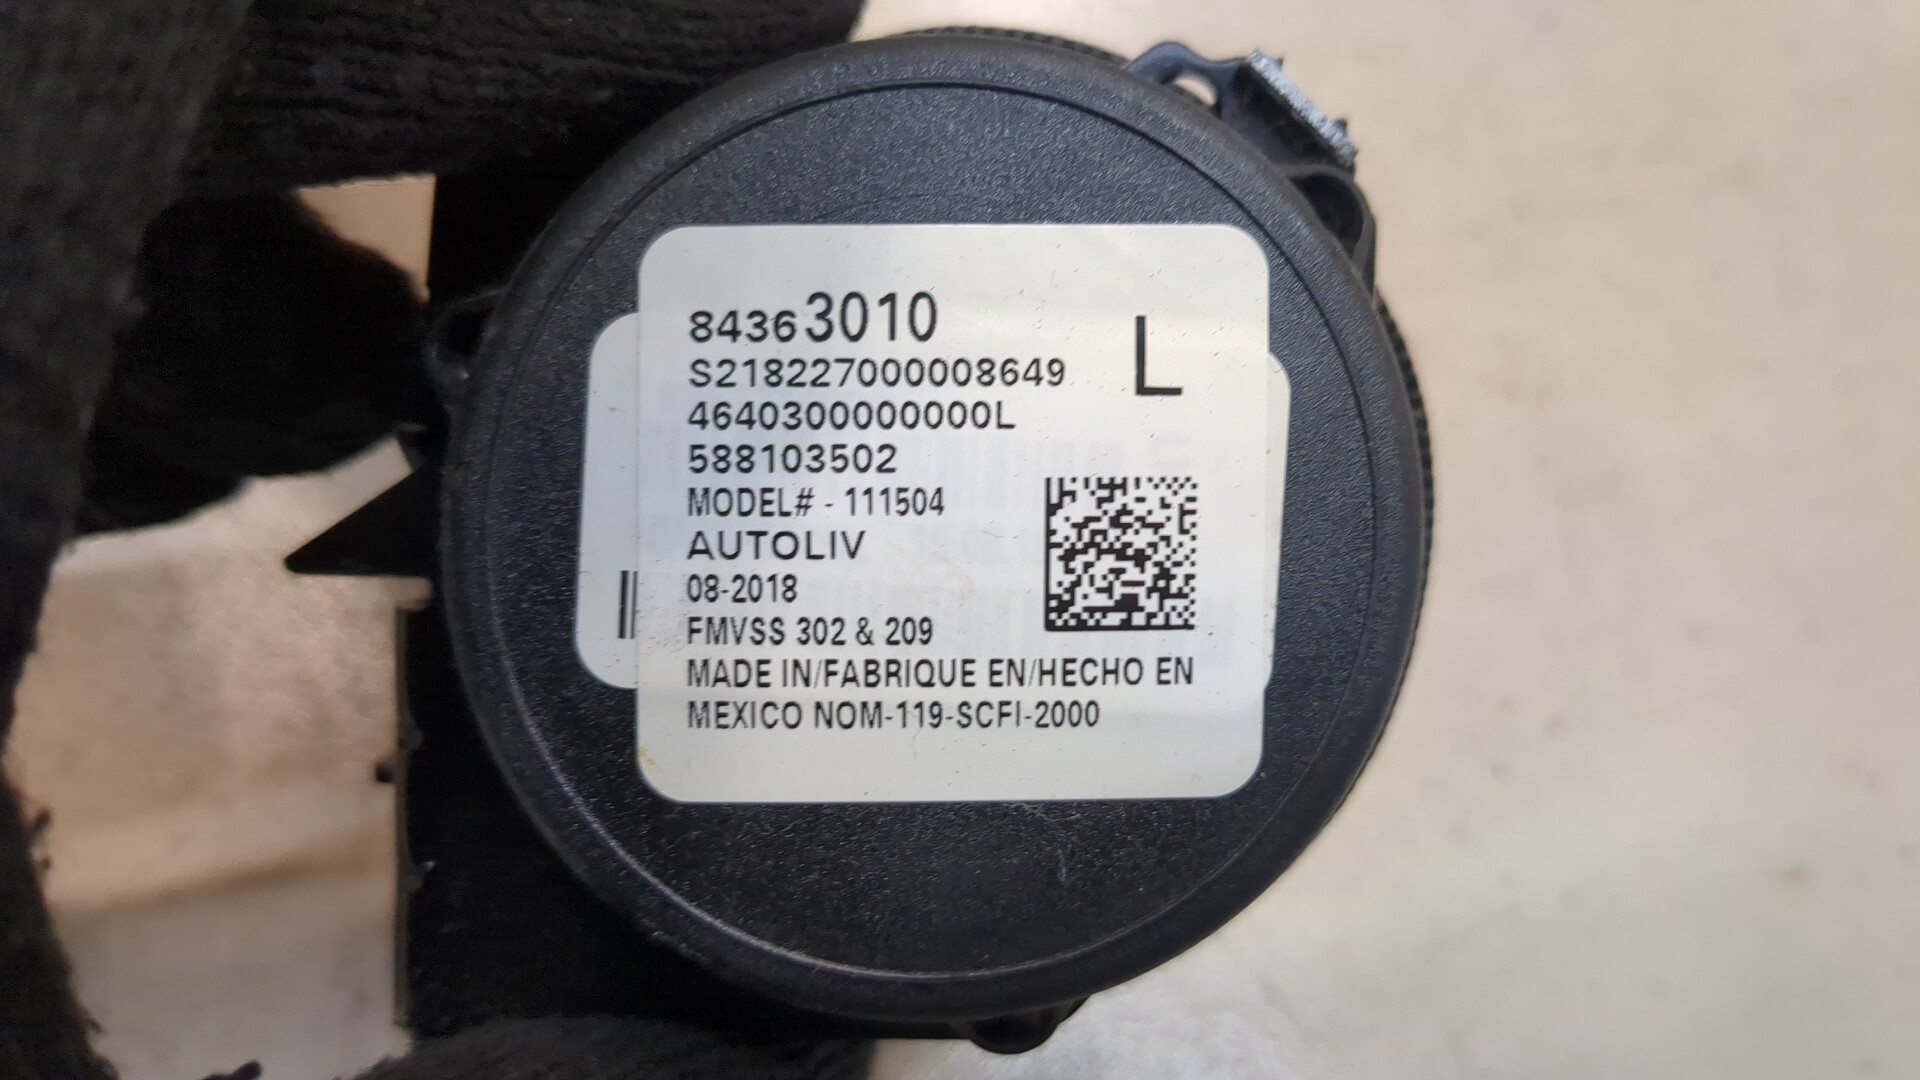 84363010
L
S218227000008649
4640300000000L
588103502
MODEL# - 111504
AUTOLIV
08-2018
FMVSS 302 & 209
MADE IN/FABRIQUE EN/HECHO EN
MEXICO NOM-119-SCFI-2000